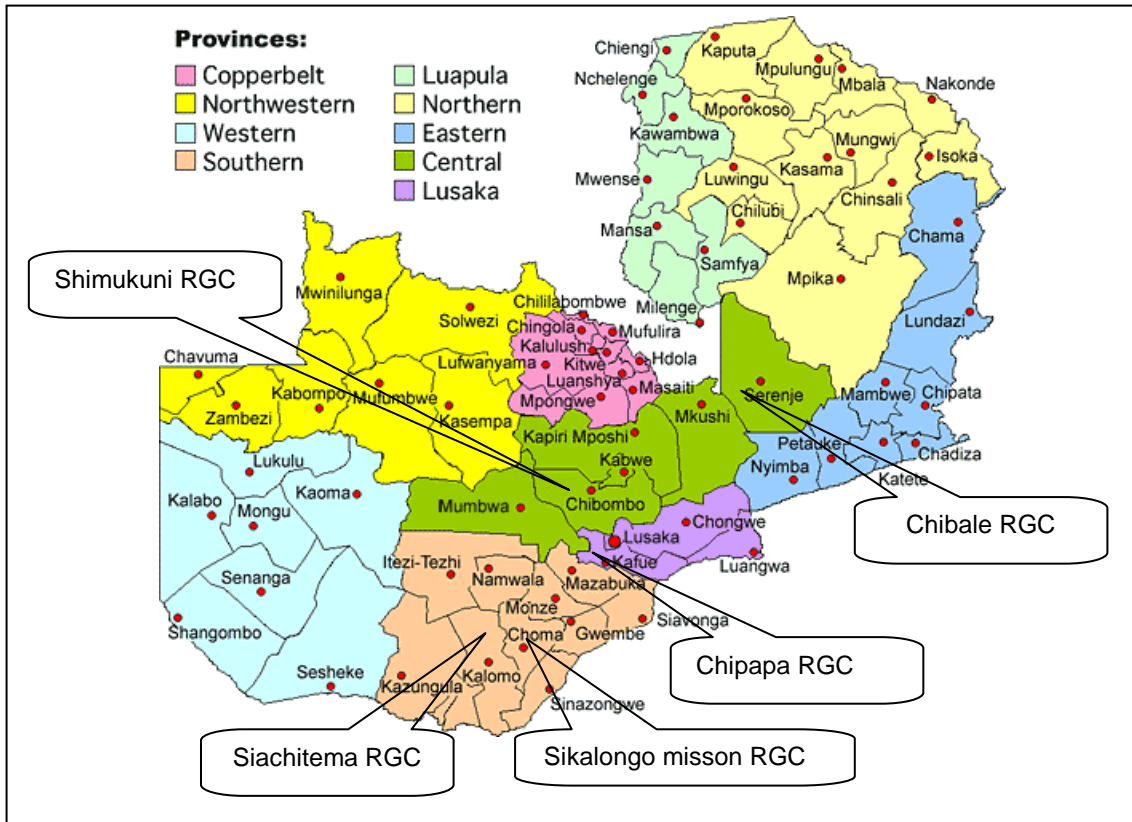 Provinces:
Copperbelt
Northwestern
Western
Southern
Luapula
Northern
Eastern
Central
Lusaka
Chiengi
Kaputa
Mpulungu
Mbala
Nakonde
Nchelenge
Mporokoso
Kawambwa
Mungwi
Isoka
Kasama
Mwense
Luwingu
Chinsali
Chilubi
Mansa
Chama
Samfya
Mpika
Shimukuni RGC
Mwinilunga
Milenge
Solwezi
Chililabombwe
Lundazi
Chingola
Mufulira
Kalulush
Chavuma
Lufwanyama
Kitwe
Hdola
Luanshya
Serenje
Kabompo
Mufumbwe
Masaiti
Mambwe
Chipata
Zambezi
Kasempa
Mpongwe
Mkushi
Kapiri Mposhi
Petauke
Chadiza
Lukulu
Kabwe
Nyimba
Katete
Kaoma
Kalabo
Chibombo
Mongu
Mumbwa
Chongwe
Chibale RGC
Lusaka
Itezi-Tezhi
Kafue
Luangwa
Senanga
Namwala
Mazabuka
Monze
Siavonga
Shangombo
Choma
Gwembe
Chipapa RGC
Sesheke
Kalomo
Kazungula
Sinazongwe
Siachitema RGC
Sikalongo misson RGC